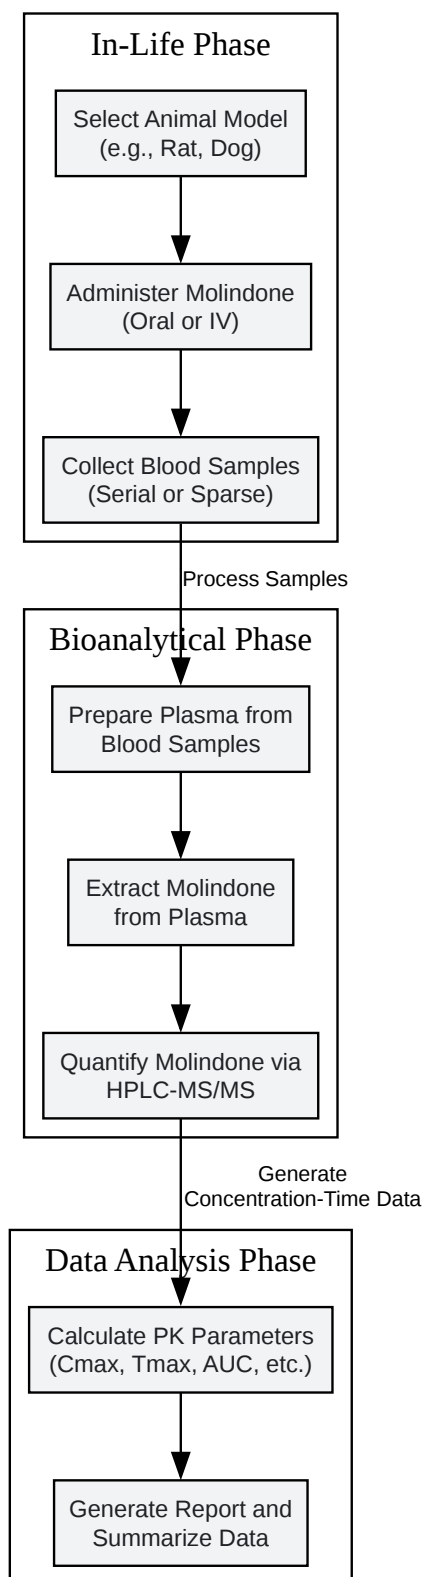 In-Life Phase
Select Animal Model
(e.g., Rat, Dog)
Administer Molindone
(Oral or IV)
Collect Blood Samples
(Serial or Sparse)
Process Samples
Bioanalytical Phase
Prepare Plasma from
Blood Samples
Extract Molindone
from Plasma
Quantify Molindone via
HPLC-MS/MS
Generate
Concentration-Time Data
Data Analysis Phase
Calculate PK Parameters
(Cmax, Tmax, AUC, etc.)
Generate Report and
Summarize Data